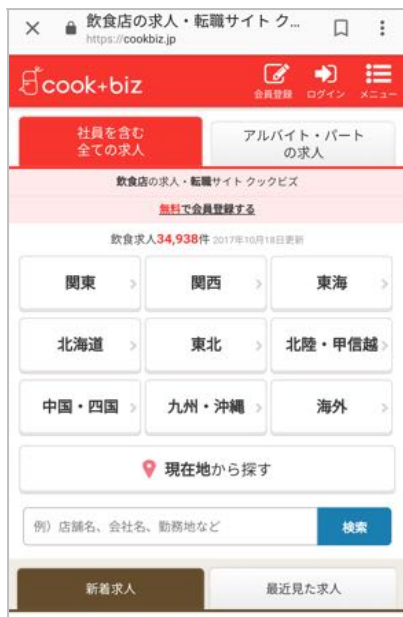 飲食店の求人・転職サイト ク...
https://cookbiz.jp
cook+biz
会員登録 ログイン メニュー
社員を含む
全ての求人
アルバイト・パート
の求人
飲食店の求人・転職サイト クックビズ
無料で会員登録する
飲食求人34,938件 2017年10月18日更新
関東 関西 東海
北海道 東北 北陸・甲信越
中国・四国 九州・沖縄 海外
現在地から探す
例）店舗名、会社名、勤務地など 検索
新着求人 最近見た求人